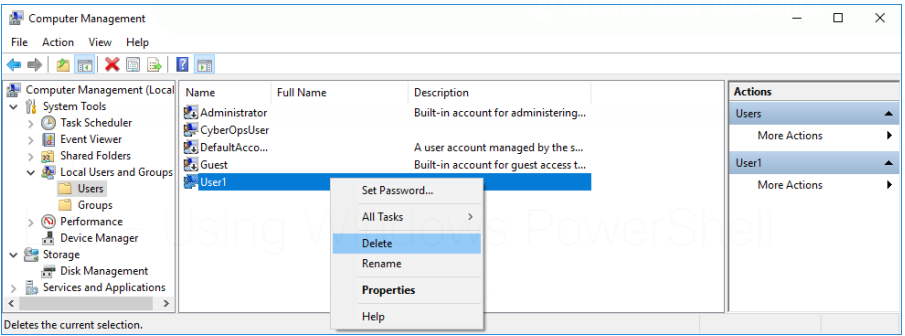 Computer Management
File Action View Help
Computer Management (Local
System Tools
Task Scheduler
Event Viewer
Shared Folders
Local Users and Groups
Users
Groups
Performance
Device Manager
Storage
Disk Management
Services and Applications
Name Full Name Description
Administrator Built-in account for administering...
CyberOpsUser
DefaultAcco... A user account managed by the s...
Guest Built-in account for guest access t...
User1
Set Password...
All Tasks
Delete
Rename
Properties
Help
Using Windows PowerShell
Actions
Users
More Actions
User1
More Actions
Deletes the current selection.